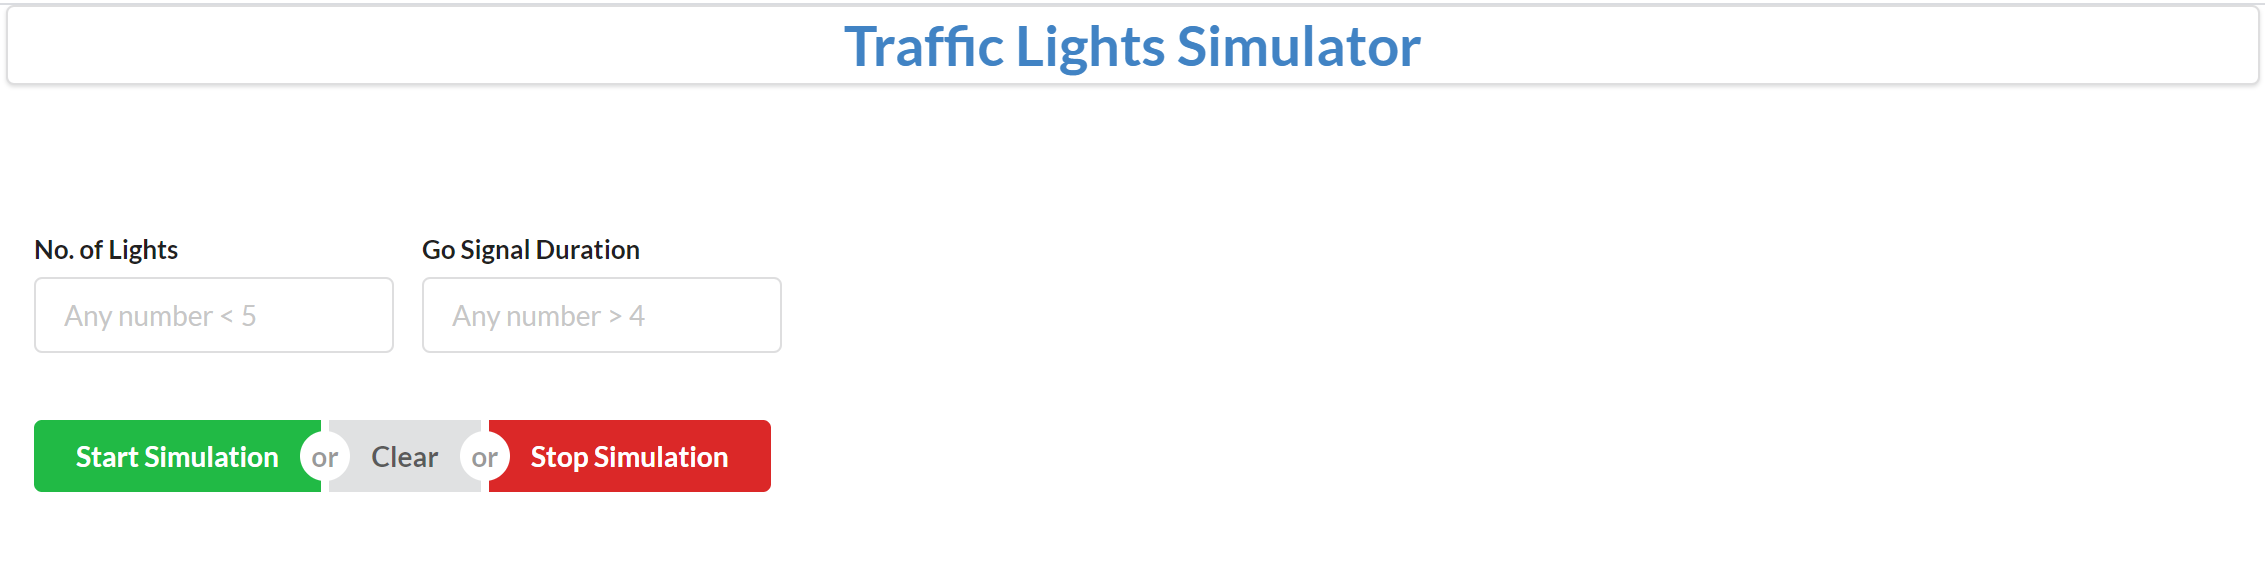 Traffic Lights Simulator
No. of Lights Go Signal Duration
Any number < 5 Any number > 4
Start Simulation or Clear or Stop Simulation